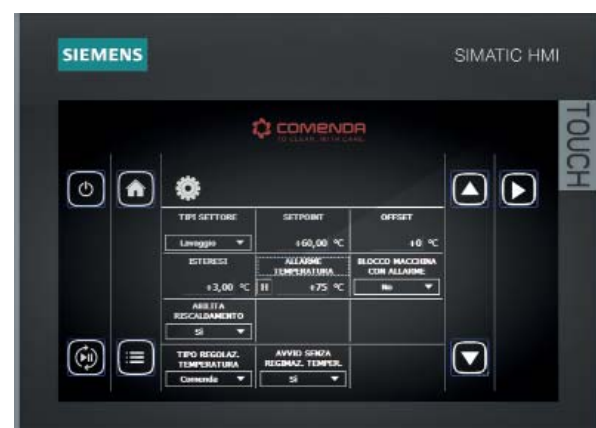 SIEMENS
SIMATIC HMI
TOUCH
COMENDA
TO CLEAN, WITH CARE.
TIPI SETTORE
SETPOINT
OFFSET
Lavaggio
+60,00 °C
+0 °C
ISTERESI
ALLARME
TEMPERATURA
BLOCCO MACCHINA
CON ALLARME
+3,00 °C
H
+75 °C
No
ABILITA
RISCALDAMENTO
Sì
TIPO REGOLAZ.
TEMPERATURA
AVVIO SENZA
REGIMAZ. TEMPER.
Comenda
Sì